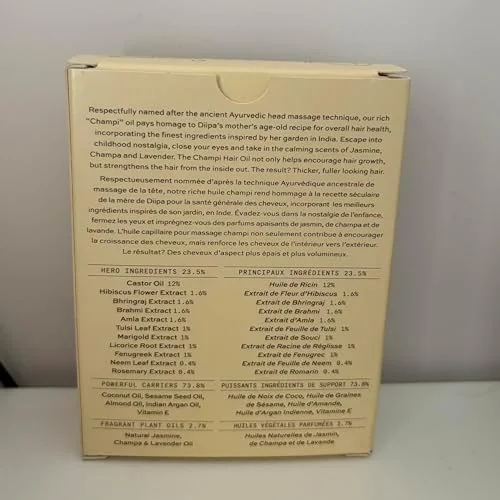 Respectfully named after the ancient Ayurvedic head massage technique, our rich
"Champi" oil pays homage to Diipa's mother's age-old recipe for overall hair health,
incorporating the finest ingredients inspired by her garden in India. Escape into
childhood nostalgia, close your eyes and take in the calming scents of Jasmine,
Champa and Lavender. The Champi Hair Oil not only helps encourage hair growth,
but strengthens the hair from the inside out. The result? Thicker, fuller looking hair.
Respectueusement nommée d'après la technique Ayurvédique ancestrale de
massage de la tête, notre riche huile champi rend hommage à la recette séculaire
de la mère de Diipa pour la santé générale des cheveux, incorporant les meilleurs
ingrédients inspirés de son jardin, en Inde. Évadez-vous dans la nostalgie de l'enfance,
fermez les yeux et imprégnez-vous des parfums apaisants de jasmin, de champa et de
lavande. L'huile capillaire pour massage champi non seulement contribue à encourager
la croissance des cheveux, mais renforce les cheveux de l'intérieur vers l'extérieur.
Le résultat? Des cheveux d'aspect plus épais et plus volumineux.
HERO INGREDIENTS 23.5%
Castor Oil 12%
Hibiscus Flower Extract 1.6%
Bhringraj Extract 1.6%
Brahmi Extract 1.6%
Amla Extract 1.6%
Tulsi Leaf Extract 1%
Marigold Extract 1%
Licorice Root Extract 1%
Fenugreek Extract 1%
Neem Leaf Extract 0.4%
Rosemary Extract 0.4%
POWERFUL CARRIERS 73.8%
Coconut Oil, Sesame Seed Oil,
Almond Oil, Indian Argan Oil,
Vitamin E
FRAGRANT PLANT OILS 2.7%
Natural Jasmine,
Champa & Lavender Oil
PRINCIPAUX INGRÉDIENTS 23.5%
Huile de Ricin 12%
Extrait de Fleur d'Hibiscus 1.6%
Extrait de Bhringraj 1.6%
Extrait de Brahmi 1.6%
Extrait d'Amla 1.6%
Extrait de Feuille de Tulsi 1%
Extrait de Souci 1%
Extrait de Racine de Réglisse 1%
Extrait de Fenugrec 1%
Extrait de Feuille de Neem 0.4%
Extrait de Romarin 0.4%
PUISSANTS INGRÉDIENTS DE SUPPORT 73.8%
Huile de Noix de Coco, Huile de Graines
de Sésame, Huile d'Amande,
Huile d'Argan Indienne, Vitamine E
HUILES VÉGÉTALES PARFUMÉES 2.7%
Huiles Naturelles de Jasmin,
de Champa et de Lavande